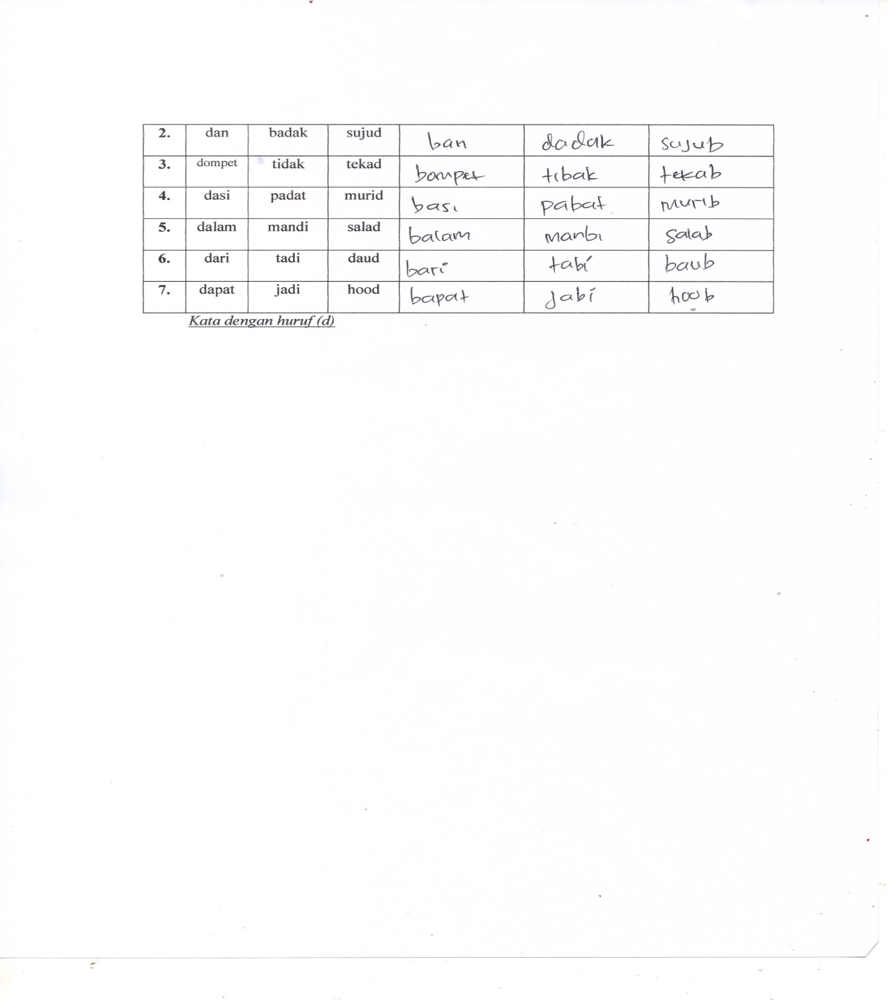 2. dan badak sujud ban dadak sujub
3. dompet tidak tekad bompet tibak tekab
4. dasi padat murid basi pabat murib
5. dalam mandi salad balam manbi salab
6. dari tadi daud bari tabi baub
7. dapat jadi hood bapat jabi hoob
Kata dengan huruf (d)